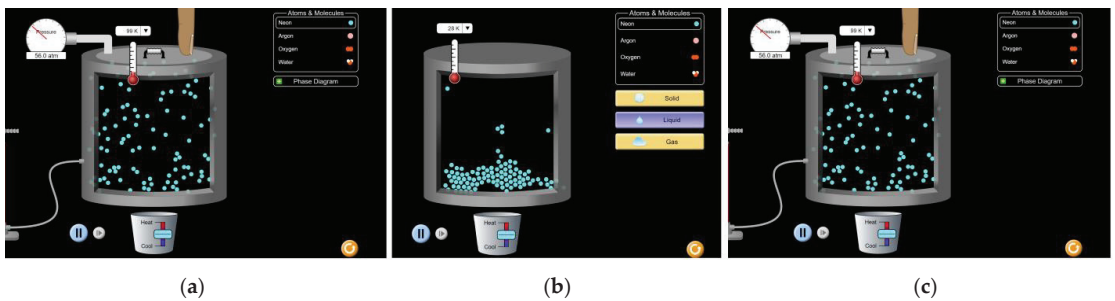 Pressure
56.0 atm
99 K
Atoms & Molecules
Neon
Argon
Oxygen
Water
Phase Diagram
Heat
Cool
(a)
Atoms & Molecules
Neon
Argon
Oxygen
Water
Solid
Liquid
Gas
Heat
Cool
(b)
Pressure
56.0 atm
99 K
Atoms & Molecules
Neon
Argon
Oxygen
Water
Phase Diagram
Heat
Cool
(c)